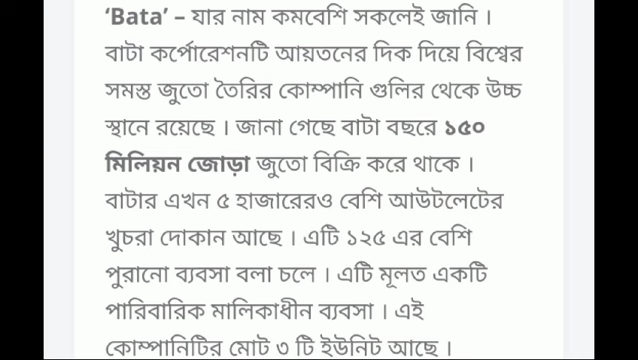 ‘Bata’ – যার নাম কমবেশি সকলেই জানি ।
বাটা কর্পোরেশনটি আয়তনের দিক দিয়ে বিশ্বের
সমস্ত জুতো তৈরির কোম্পানি গুলির থেকে উচ্চ
স্থানে রয়েছে । জানা গেছে বাটা বছরে ১৫০
মিলিয়ন জোড়া জুতো বিক্রি করে থাকে ।
বাটার এখন ৫ হাজারেরও বেশি আউটলেটের
খুচরা দোকান আছে । এটি ১২৫ এর বেশি
পুরানো ব্যবসা বলা চলে । এটি মূলত একটি
পারিবারিক মালিকাধীন ব্যবসা । এই
কোম্পানিটির মোট ৩ টি ইউনিট আছে ।